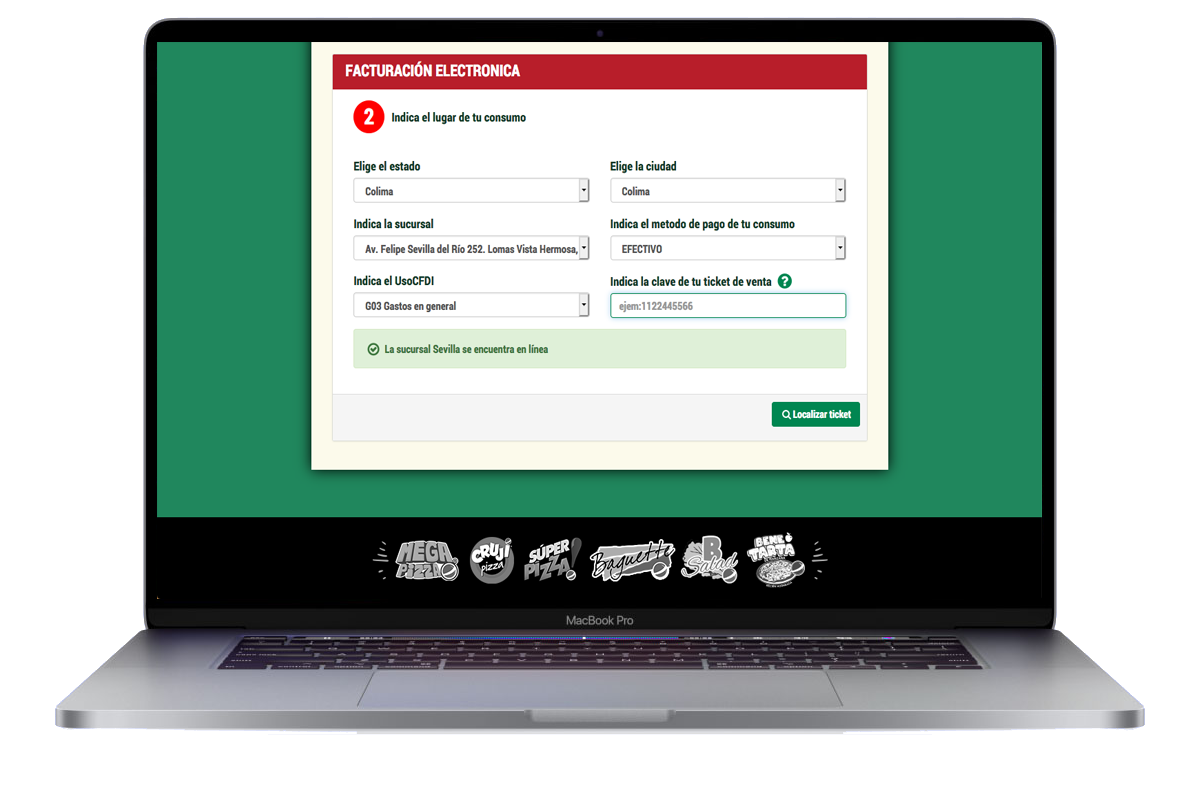 FACTURACIÓN ELECTRONICA
2 Indica el lugar de tu consumo
Elige el estado
Elige la ciudad
Colima
Colima
Indica la sucursal
Indica el metodo de pago de tu consumo
Av. Felipe Sevilla del Río 252. Lomas Vista Hermosa,
EFECTIVO
Indica el UsoCFDI
Indica la clave de tu ticket de venta ?
G03 Gastos en general
ejem:1122445566
La sucursal Sevilla se encuentra en línea
Localizar ticket
MEGA PIZZA
CRUJI pizza
SÚPER PIZZA!
Baguette
B Salad
BENE TARTA
MacBook Pro